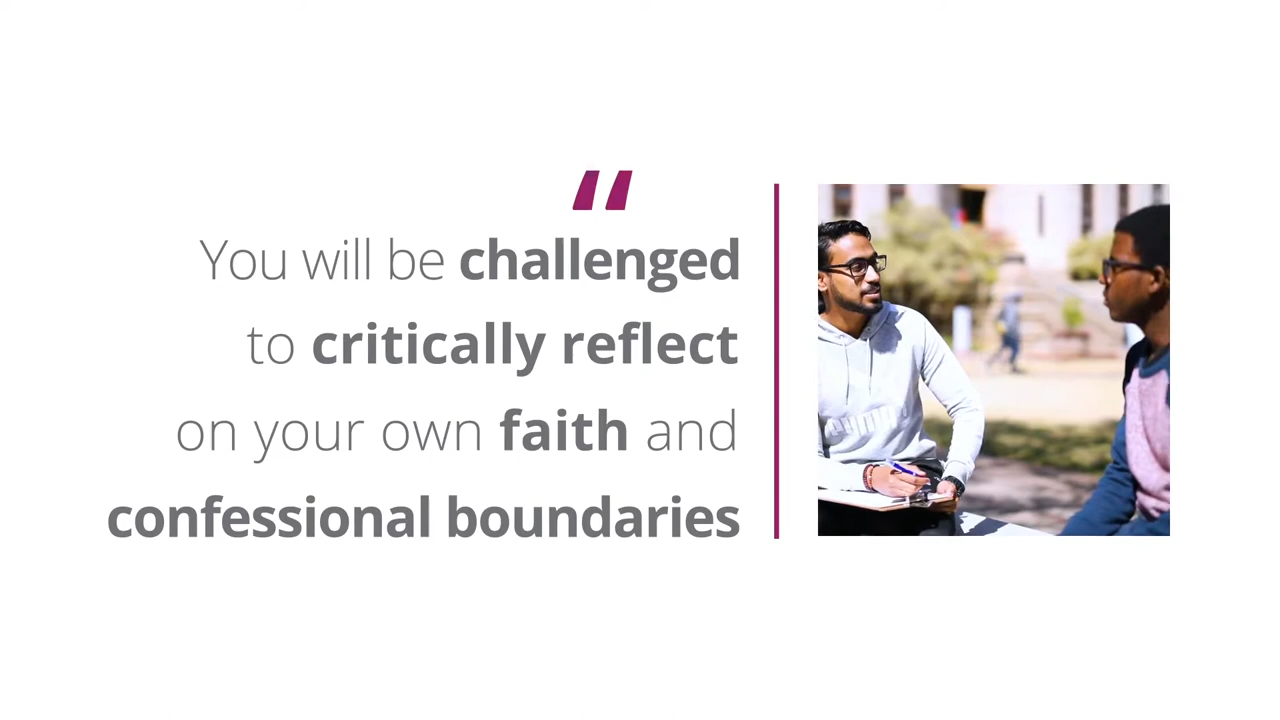 “
You will be challenged
to critically reflect
on your own faith and
confessional boundaries